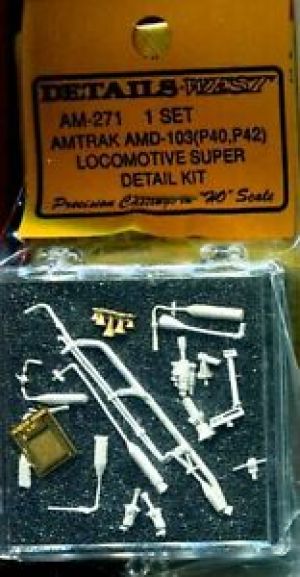 DETAILS WEST
AM-271 1 SET
AMTRAK AMD-103(P40,P42)
LOCOMOTIVE SUPER
DETAIL KIT
Precision Castings in "HO" Scale